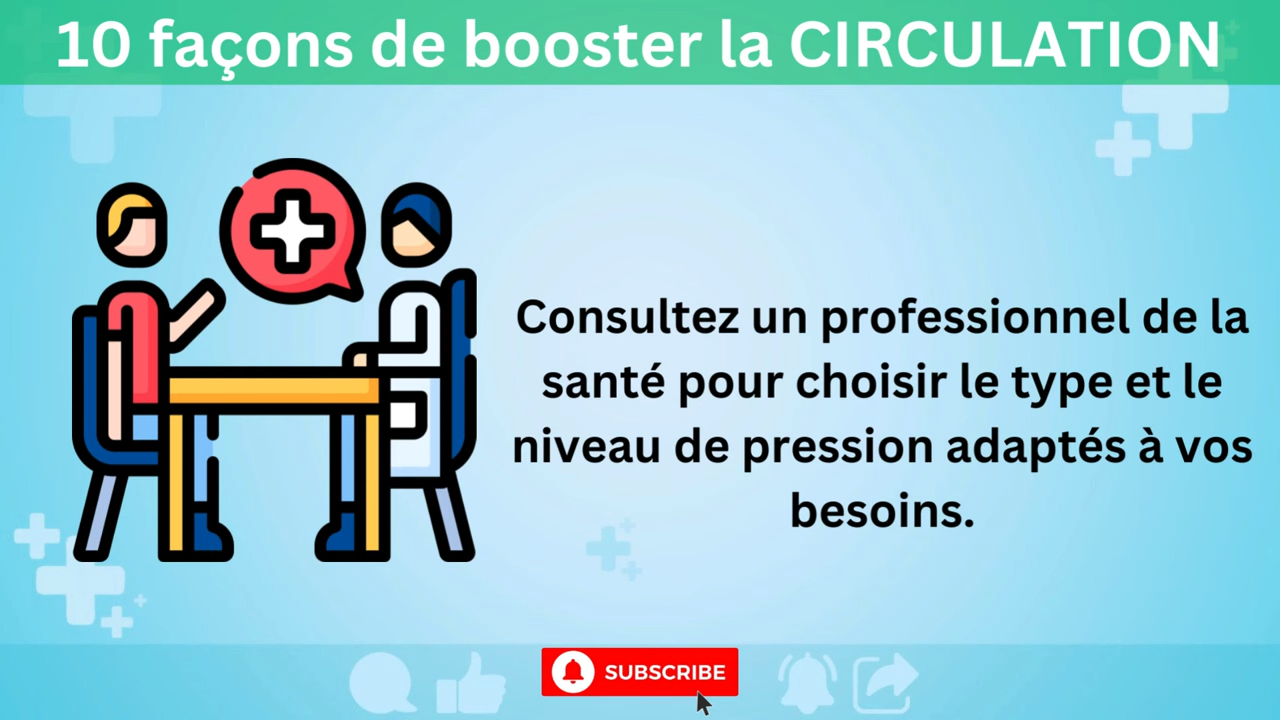 10 façons de booster la CIRCULATION
Consultez un professionnel de la
santé pour choisir le type et le
niveau de pression adaptés à vos
besoins.
SUBSCRIBE